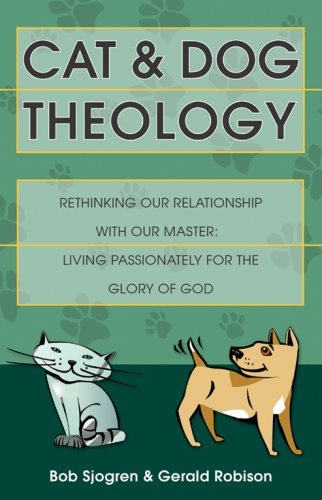 CAT & DOG
THEOLOGY
RETHINKING OUR RELATIONSHIP
WITH OUR MASTER:
LIVING PASSIONATELY FOR THE
GLORY OF GOD
Bob Sjogren & Gerald Robison